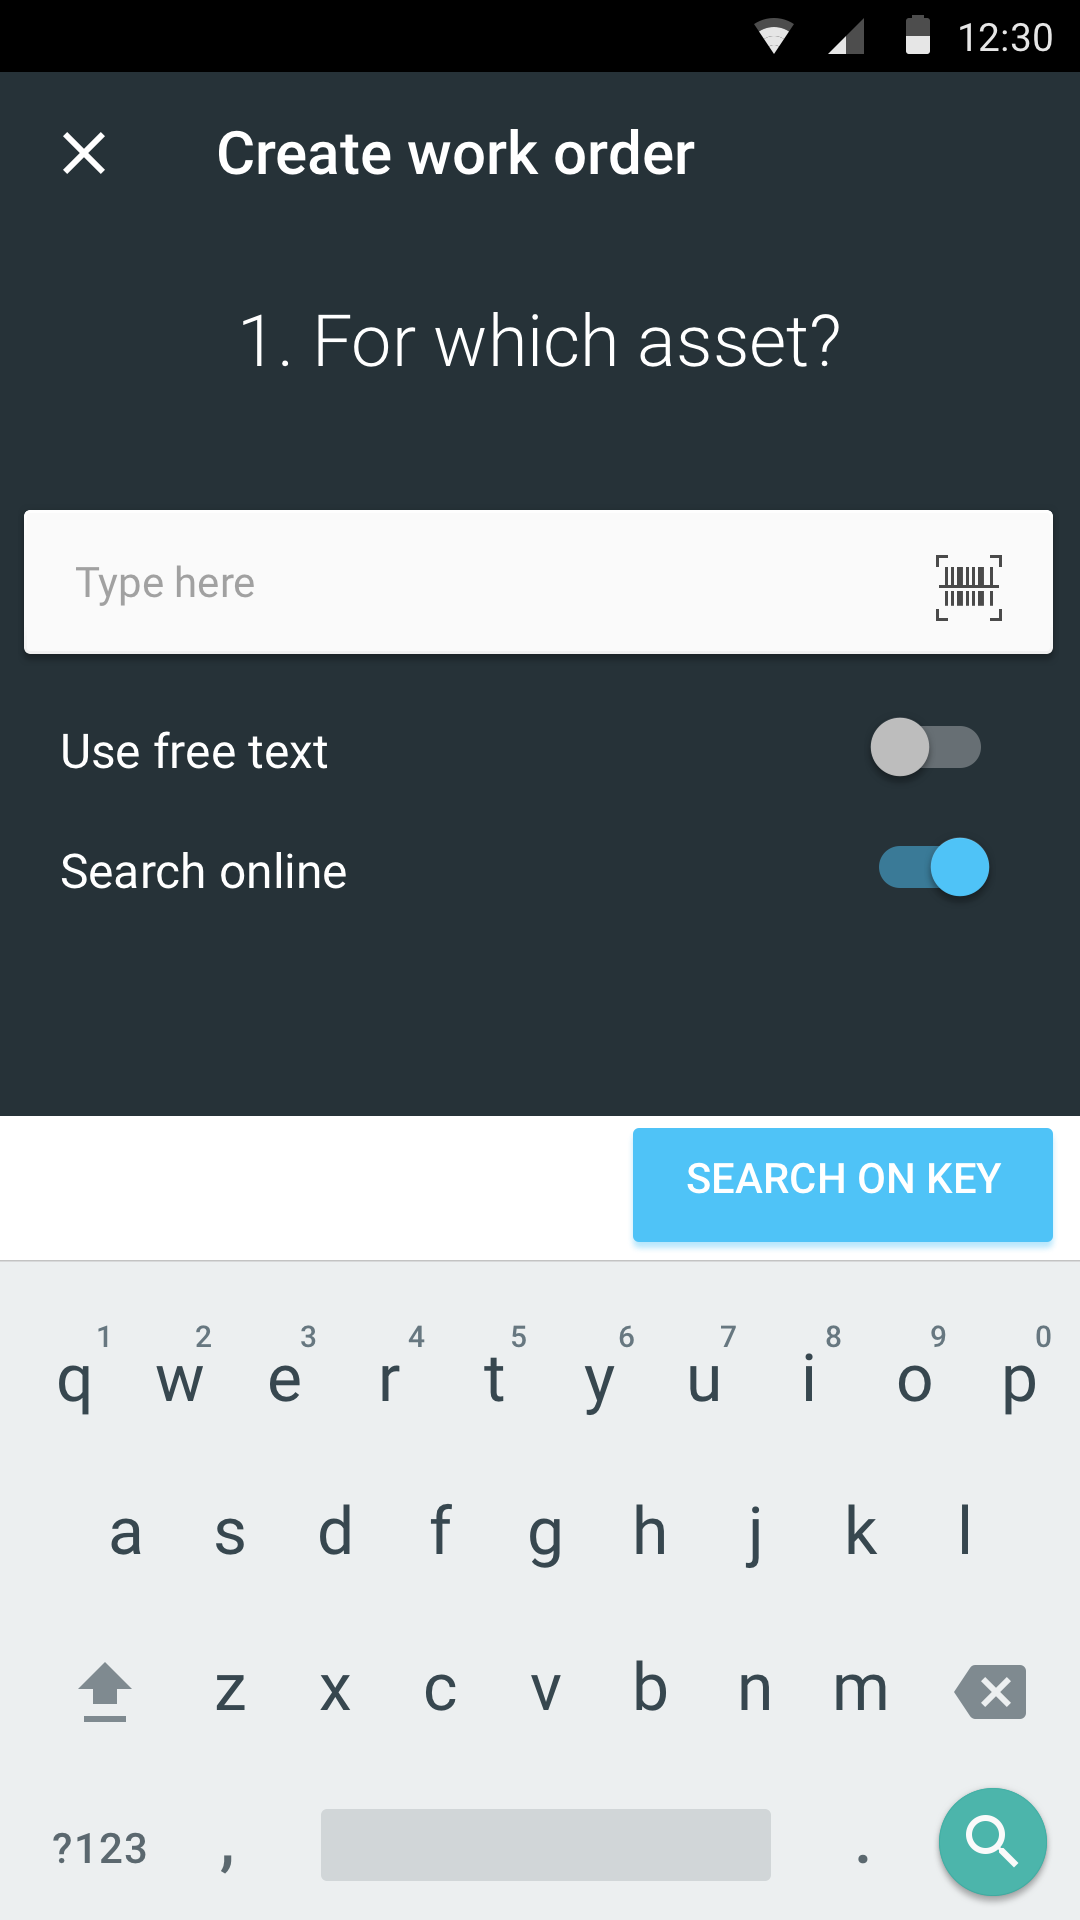 12:30
Create work order
1. For which asset?
Type here
Use free text
Search online
SEARCH ON KEY
1 2 3 4 5 6 7 8 9 0
q w e r t y u i o p
a s d f g h j k l
z x c v b n m
?123 , .